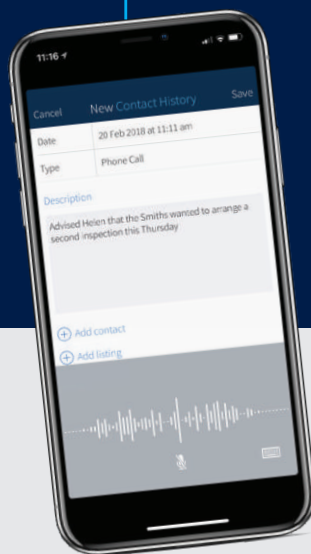 11:16
Cancel New Contact History Save
Date 20 Feb 2018 at 11:11 am
Type Phone Call
Description
Advised Helen that the Smiths wanted to arrange a
second inspection this Thursday
Add contact
Add listing